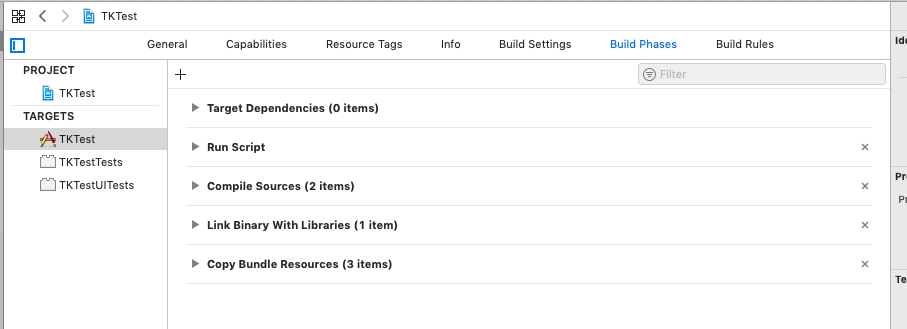 TKTest
General Capabilities Resource Tags Info Build Settings Build Phases Build Rules
Ide
PROJECT
Filter
TKTest
TARGETS
Target Dependencies (0 items)
TKTest
Run Script
TKTestTests
Pro
TKTestUITests
Compile Sources (2 items)
Pr
Link Binary With Libraries (1 item)
Copy Bundle Resources (3 items)
Te